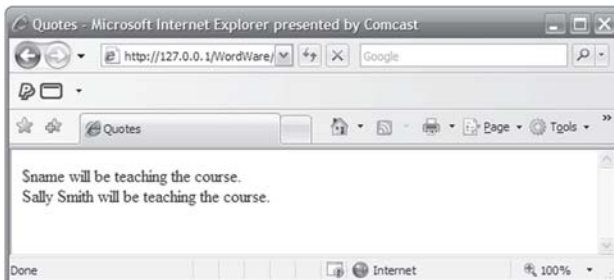 Quotes - Microsoft Internet Explorer presented by Comcast
http://127.0.0.1/WordWare/
Google
Quotes
Page
Tools
$name will be teaching the course.
Sally Smith will be teaching the course.
Done
Internet
100%